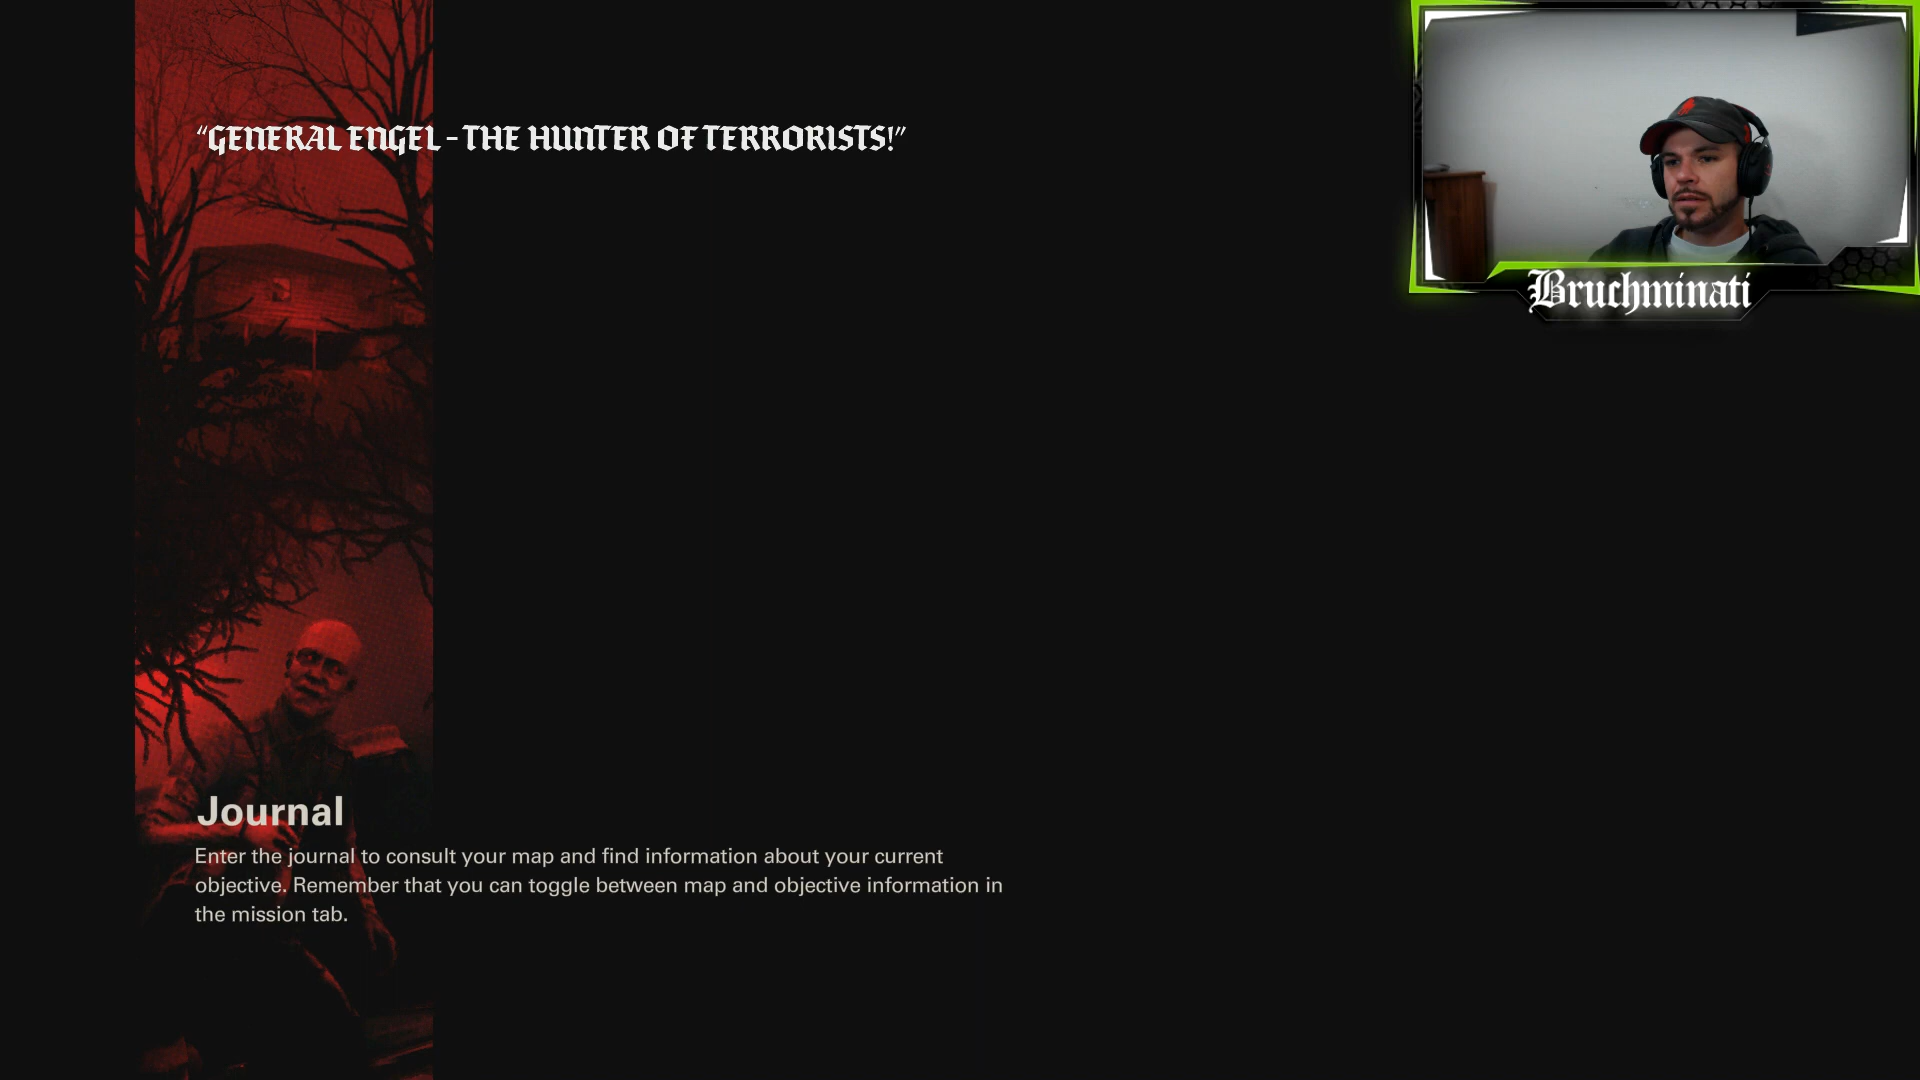 “GENERAL ENGEL – THE HUNTER OF TERRORISTS!”
Bruchminati
Journal
Enter the journal to consult your map and find information about your current
objective. Remember that you can toggle between map and objective information in
the mission tab.